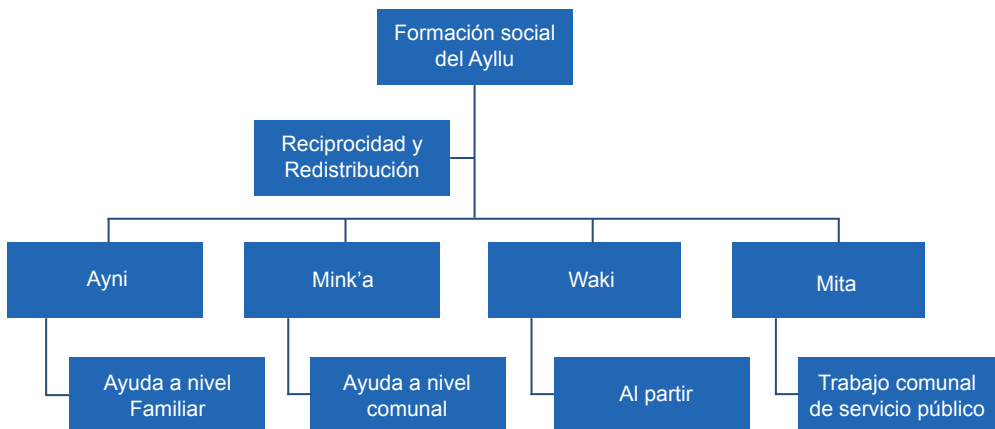 Formación social
del Ayllu
Reciprocidad y
Redistribución
Ayni
Mink’a
Waki
Mita
Ayuda a nivel
Familiar
Ayuda a nivel
comunal
Al partir
Trabajo comunal
de servicio público